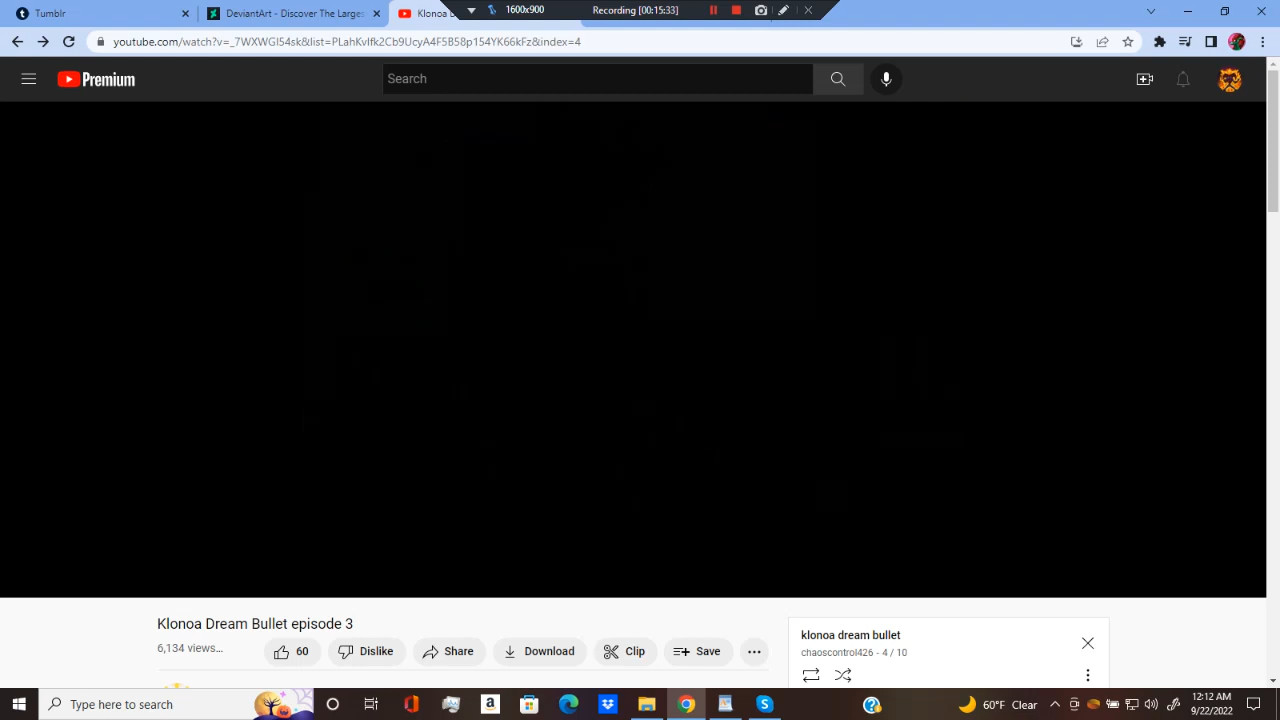 1600x900
Recording [00:15:33]
Tumblr
DeviantArt - Discover The Larges
Klonoa D
youtube.com/watch?v=_7WXWGI54sk&list=PLahKvIfk2Cb9UcyA4F5B58p154YK66kFz&index=4
Premium
Search
Klonoa Dream Bullet episode 3
6,134 views...
60
Dislike
Share
Download
Clip
Save
klonoa dream bullet
chaoscontrol426 - 4 / 10
Type here to search
60°F Clear
12:12 AM
9/22/2022